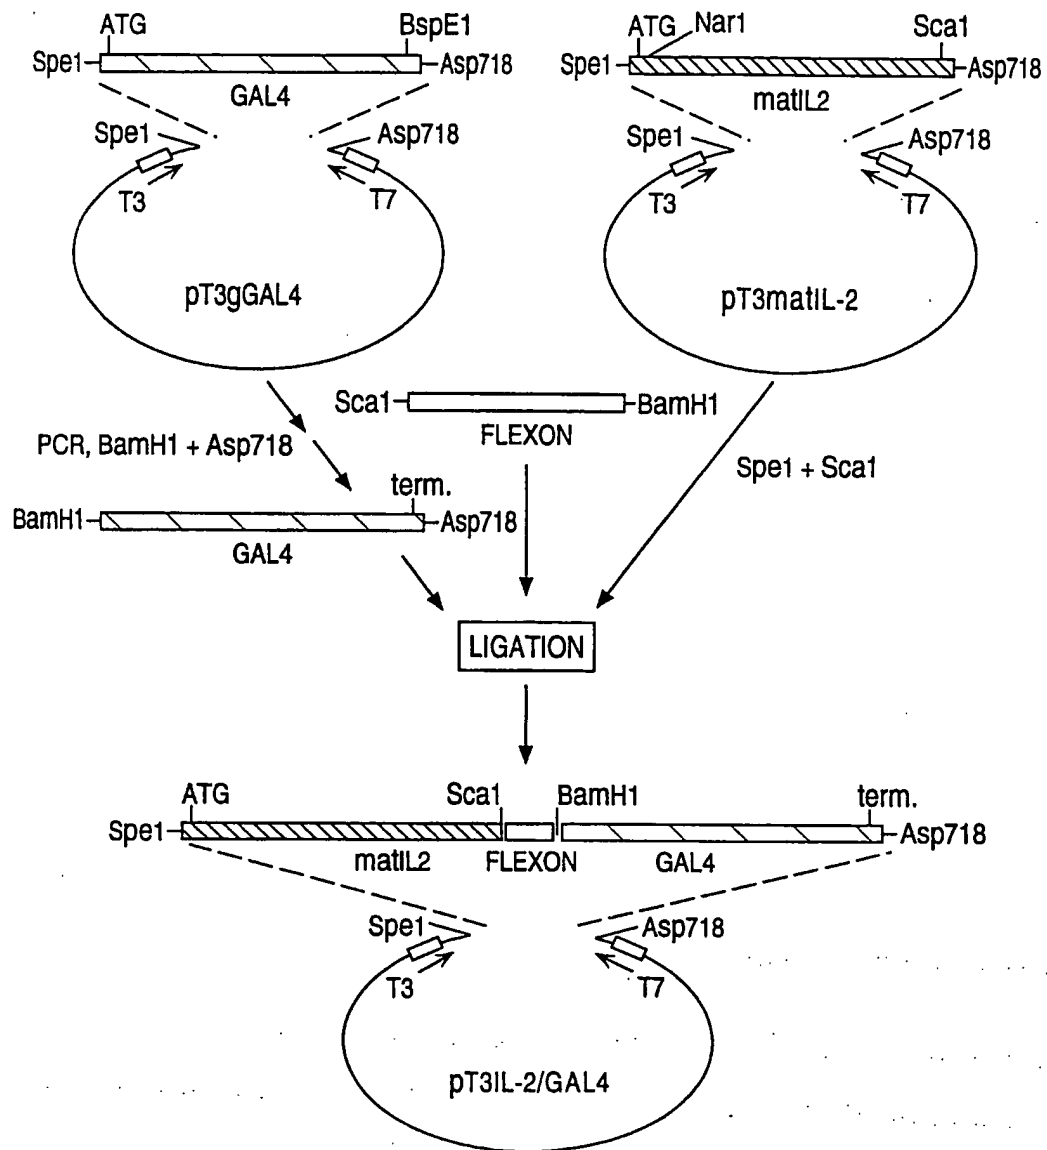 ATG
BspE1
Spe1
Asp718
GAL4
Spe1
Asp718
T3
T7
pT3gGAL4
ATG
Nar1
Sca1
Spe1
Asp718
matIL2
Spe1
Asp718
T3
T7
pT3matIL-2
Sca1
BamH1
FLEXON
PCR, BamH1 + Asp718
Spe1 + Sca1
term.
BamH1
Asp718
GAL4
LIGATION
ATG
Sca1
BamH1
term.
Spe1
Asp718
matIL2
FLEXON
GAL4
Spe1
Asp718
T3
T7
pT3IL-2/GAL4